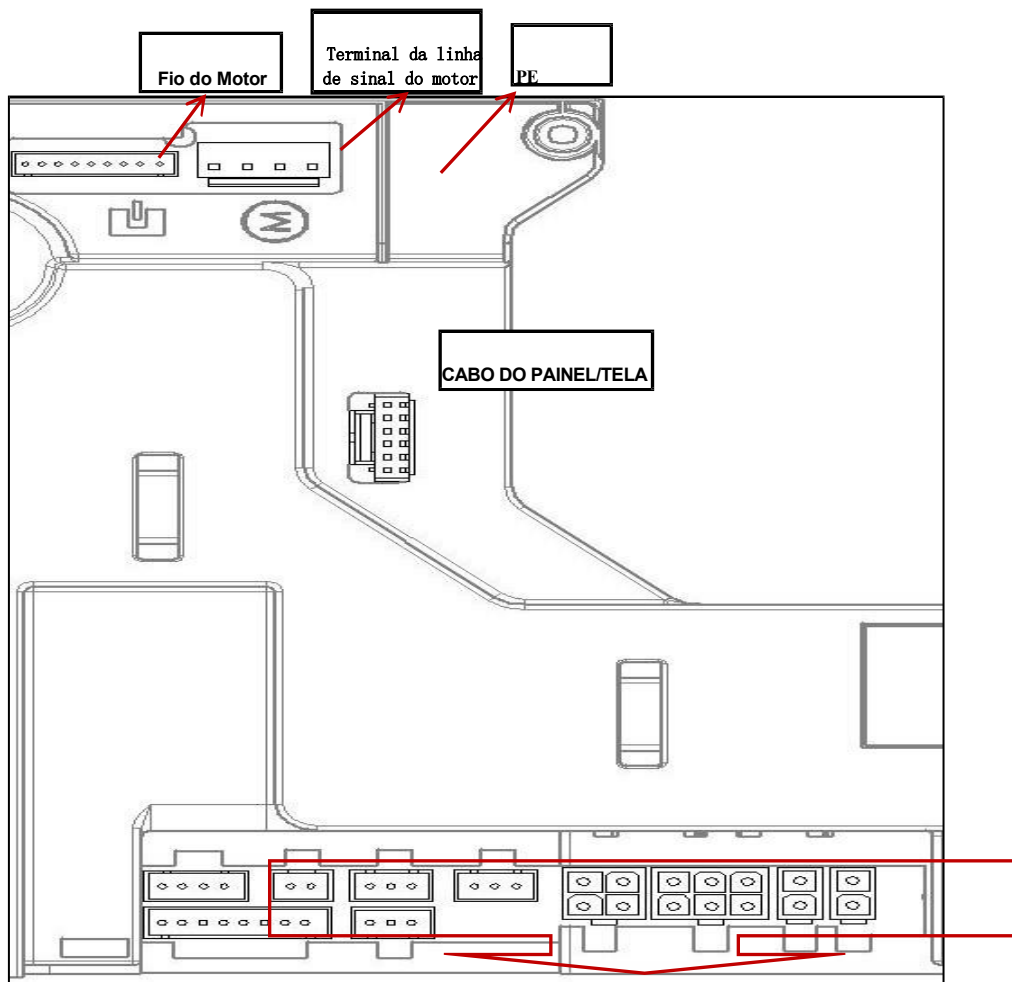 Fio do Motor
Terminal da linha
de sinal do motor
PE
M
CABO DO PAINEL/TELA